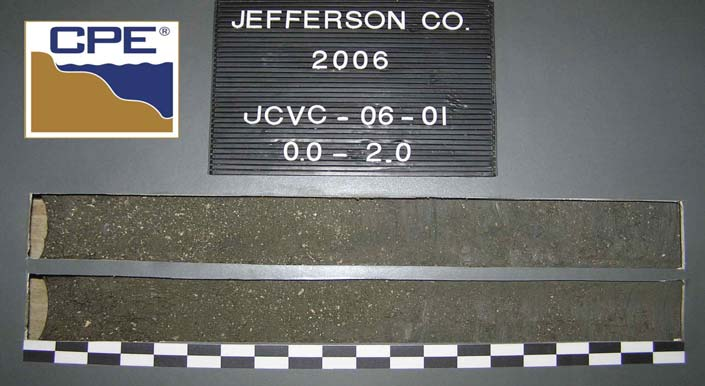 CPE®
JEFFERSON CO.
2006
JCVC - 06 - 01
0.0 - 2.0